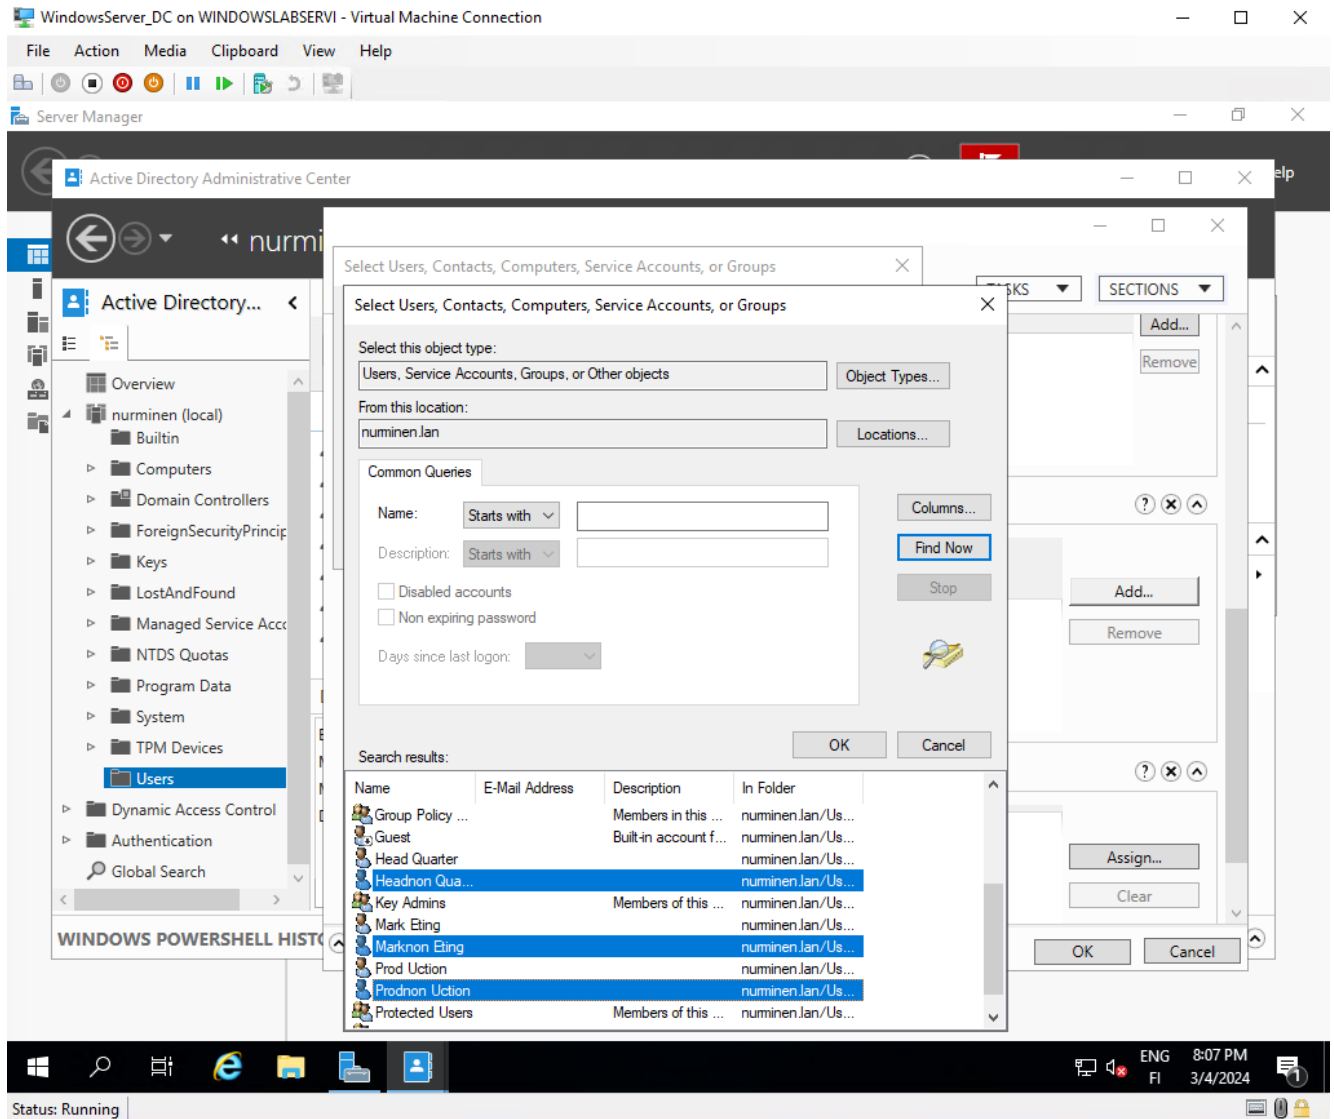 WindowsServer_DC on WINDOWSLABSERVI - Virtual Machine Connection
File Action Media Clipboard View Help
Server Manager
elp
Active Directory Administrative Center
nurmi
Select Users, Contacts, Computers, Service Accounts, or Groups
SKS
SECTIONS
Active Directory...
Select Users, Contacts, Computers, Service Accounts, or Groups
Add...
Remove
Select this object type:
Users, Service Accounts, Groups, or Other objects
Object Types...
From this location:
nurminen.lan
Locations...
Common Queries
Name:
Starts with
Columns...
Description:
Starts with
Find Now
Disabled accounts
Stop
Non expiring password
Days since last logon:
Add...
Remove
Overview
nurminen (local)
Builtin
Computers
Domain Controllers
ForeignSecurityPrincip
Keys
LostAndFound
Managed Service Acco
NTDS Quotas
Program Data
System
TPM Devices
Users
Dynamic Access Control
Authentication
Global Search
WINDOWS POWERSHELL HIST
OK
Cancel
Search results:
Name E-Mail Address Description In Folder
Group Policy ... Members in this ... nurminen.lan/Us...
Guest Built-in account f... nurminen.lan/Us...
Head Quarter nurminen.lan/Us...
Headnon Qua... nurminen.lan/Us...
Key Admins Members of this ... nurminen.lan/Us...
Mark Eting nurminen.lan/Us...
Marknon Eting nurminen.lan/Us...
Prod Uction nurminen.lan/Us...
Prodnon Uction nurminen.lan/Us...
Protected Users Members of this ... nurminen.lan/Us...
Assign...
Clear
OK
Cancel
ENG
FI
8:07 PM
3/4/2024
1
Status: Running